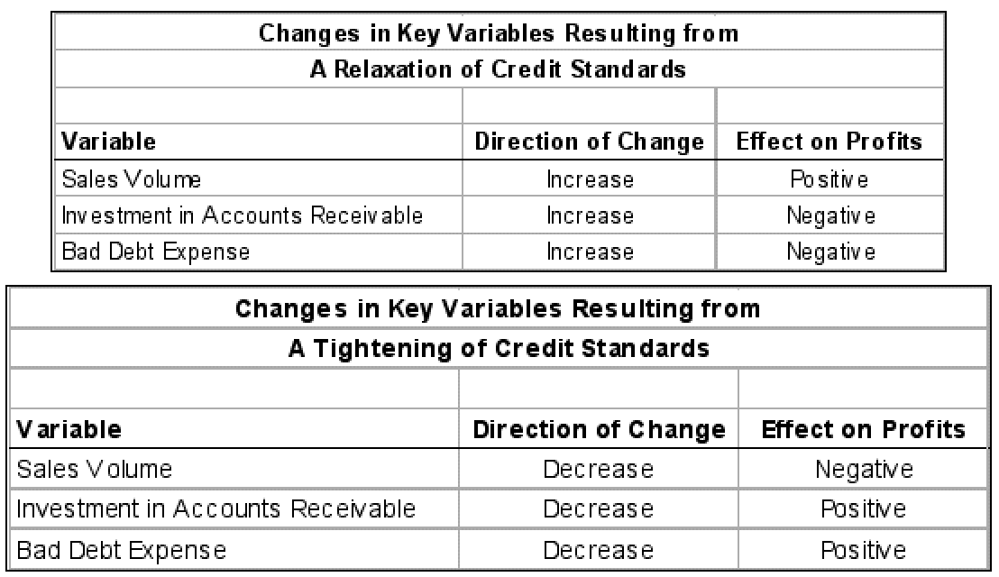 Changes in Key Variables Resulting from
A Relaxation of Credit Standards
Variable Direction of Change Effect on Profits
Sales Volume Increase Positive
Investment in Accounts Receivable Increase Negative
Bad Debt Expense Increase Negative
Changes in Key Variables Resulting from
A Tightening of Credit Standards
Variable Direction of Change Effect on Profits
Sales Volume Decrease Negative
Investment in Accounts Receivable Decrease Positive
Bad Debt Expense Decrease Positive